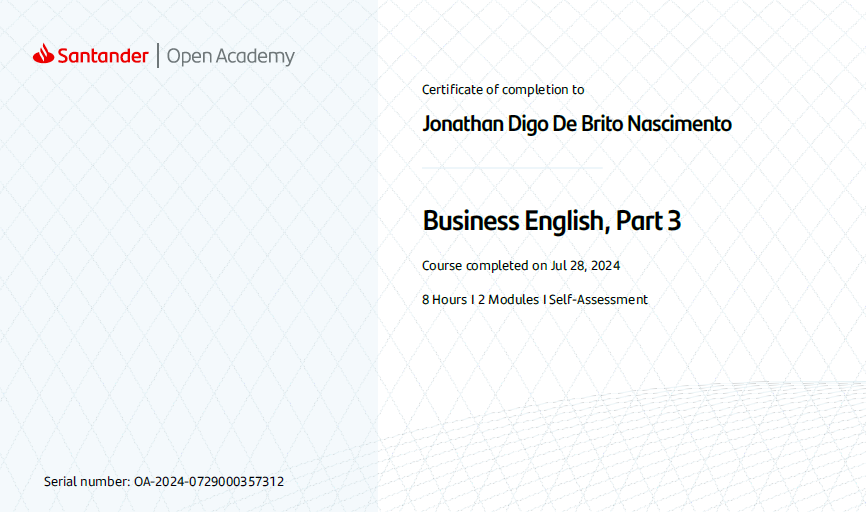 Santander | Open Academy
Certificate of completion to
Jonathan Digo De Brito Nascimento
Business English, Part 3
Course completed on Jul 28, 2024
8 Hours I 2 Modules I Self-Assessment
Serial number: OA-2024-0729000357312